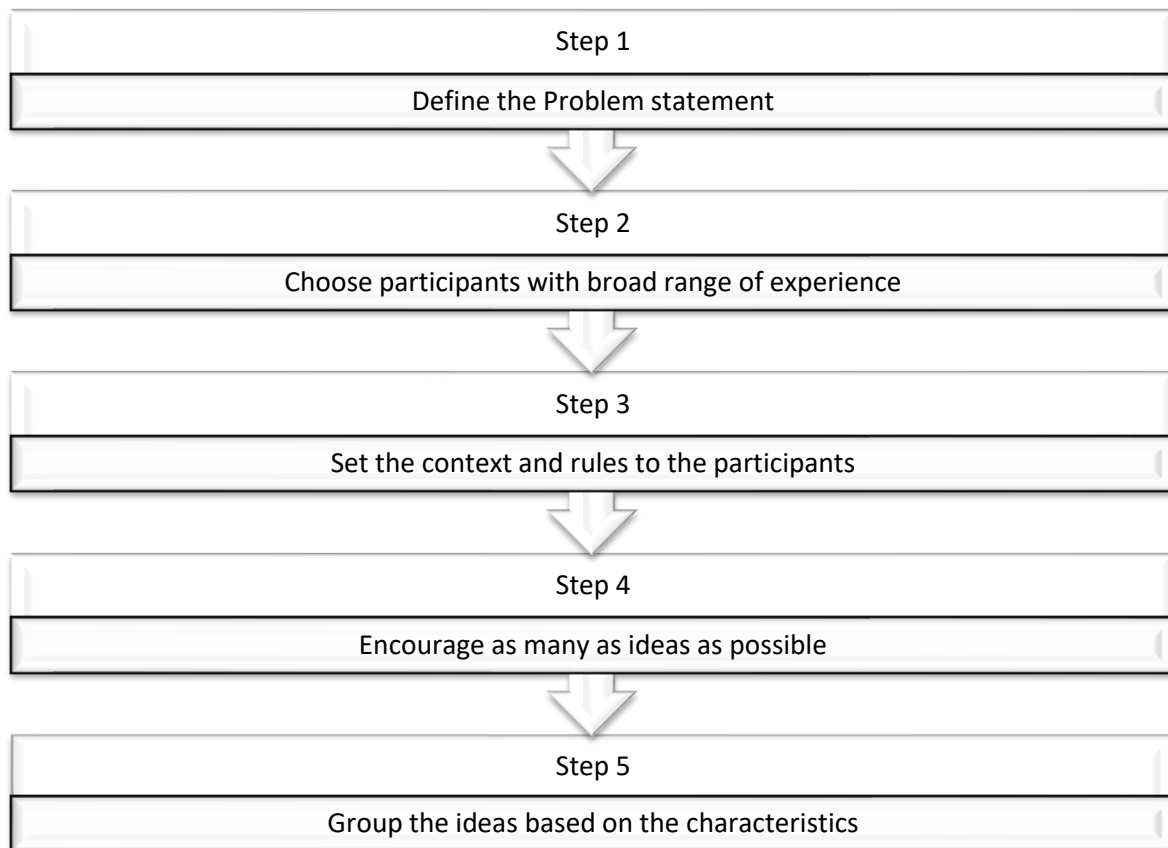 Step 1
Define the Problem statement
Step 2
Choose participants with broad range of experience
Step 3
Set the context and rules to the participants
Step 4
Encourage as many as ideas as possible
Step 5
Group the ideas based on the characteristics